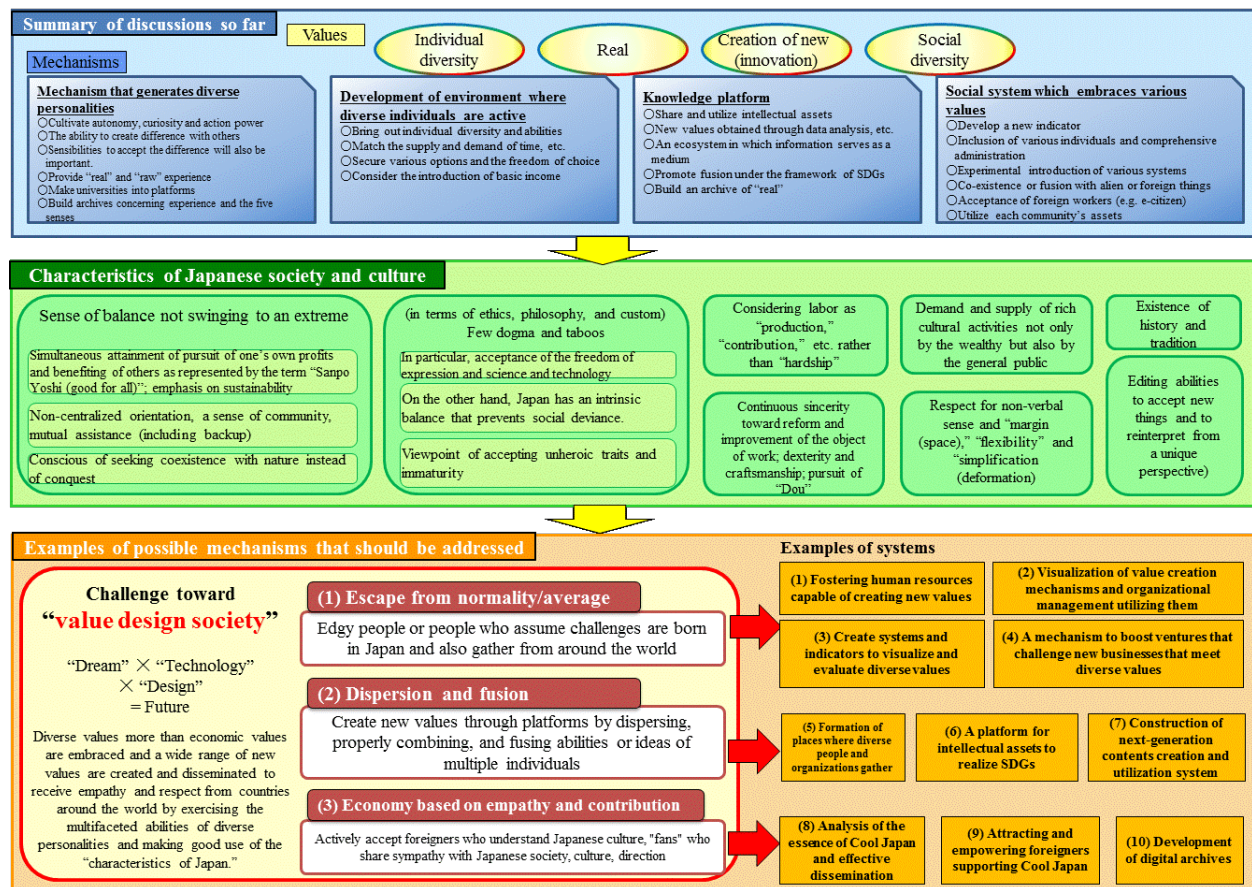 Summary of discussions so far
Values
Individual
diversity
Real
Creation of new
(innovation)
Social
diversity
Mechanisms
Mechanism that generates diverse
personalities
○Cultivate autonomy, curiosity and action power
○The ability to create difference with others
○Sensibilities to accept the difference will also be
important.
○Provide “real” and “raw” experience
○Make universities into platforms
○Build archives concerning experience and the five
senses
Development of environment where
diverse individuals are active
○Bring out individual diversity and abilities
○Match the supply and demand of time, etc.
○Secure various options and the freedom of choice
○Consider the introduction of basic income
Knowledge platform
○Share and utilize intellectual assets
○New values obtained through data analysis, etc.
○An ecosystem in which information serves as a
medium
○Promote fusion under the framework of SDGs
○Build an archive of “real”
Social system which embraces various
values
○Develop a new indicator
○Inclusion of various individuals and comprehensive
administration
○Experimental introduction of various systems
○Co-existence or fusion with alien or foreign things
○Acceptance of foreign workers (e.g. e-citizen)
○Utilize each community’s assets
Characteristics of Japanese society and culture
Sense of balance not swinging to an extreme
Simultaneous attainment of pursuit of one’s own profits
and benefiting of others as represented by the term “Sanpo
Yoshi (good for all)”; emphasis on sustainability
Non-centralized orientation, a sense of community,
mutual assistance (including backup)
Conscious of seeking coexistence with nature instead
of conquest
(in terms of ethics, philosophy, and custom)
Few dogma and taboos
In particular, acceptance of the freedom of
expression and science and technology
On the other hand, Japan has an intrinsic
balance that prevents social deviance.
Viewpoint of accepting unheroic traits and
immaturity
Considering labor as
“production,”
“contribution,” etc. rather
than “hardship”
Continuous sincerity
toward reform and
improvement of the object
of work; dexterity and
craftsmanship; pursuit of
“Dou”
Demand and supply of rich
cultural activities not only
by the wealthy but also by
the general public
Respect for non-verbal
sense and “margin
(space),” “flexibility” and
“simplification
(deformation)
Existence of
history and
tradition
Editing abilities
to accept new
things and to
reinterpret from
a unique
perspective)
Examples of possible mechanisms that should be addressed
Challenge toward
“value design society”
“Dream” × “Technology”
× “Design”
= Future
Diverse values more than economic values
are embraced and a wide range of new
values are created and disseminated to
receive empathy and respect from countries
around the world by exercising the
multifaceted abilities of diverse
personalities and making good use of the
“characteristics of Japan.”
(1) Escape from normality/average
Edgy people or people who assume challenges are born
in Japan and also gather from around the world
(2) Dispersion and fusion
Create new values through platforms by dispersing,
properly combining, and fusing abilities or ideas of
multiple individuals
(3) Economy based on empathy and contribution
Actively accept foreigners who understand Japanese culture, "fans" who
share sympathy with Japanese society, culture, direction
Examples of systems
(1) Fostering human resources
capable of creating new values
(2) Visualization of value creation
mechanisms and organizational
management utilizing them
(3) Create systems and
indicators to visualize and
evaluate diverse values
(4) A mechanism to boost ventures that
challenge new businesses that meet
diverse values
(5) Formation of
places where diverse
people and
organizations gather
(6) A platform for
intellectual assets to
realize SDGs
(7) Construction of
next-generation
contents creation and
utilization system
(8) Analysis of the
essence of Cool Japan
and effective
dissemination
(9) Attracting and
empowering foreigners
supporting Cool Japan
(10) Development
of digital archives